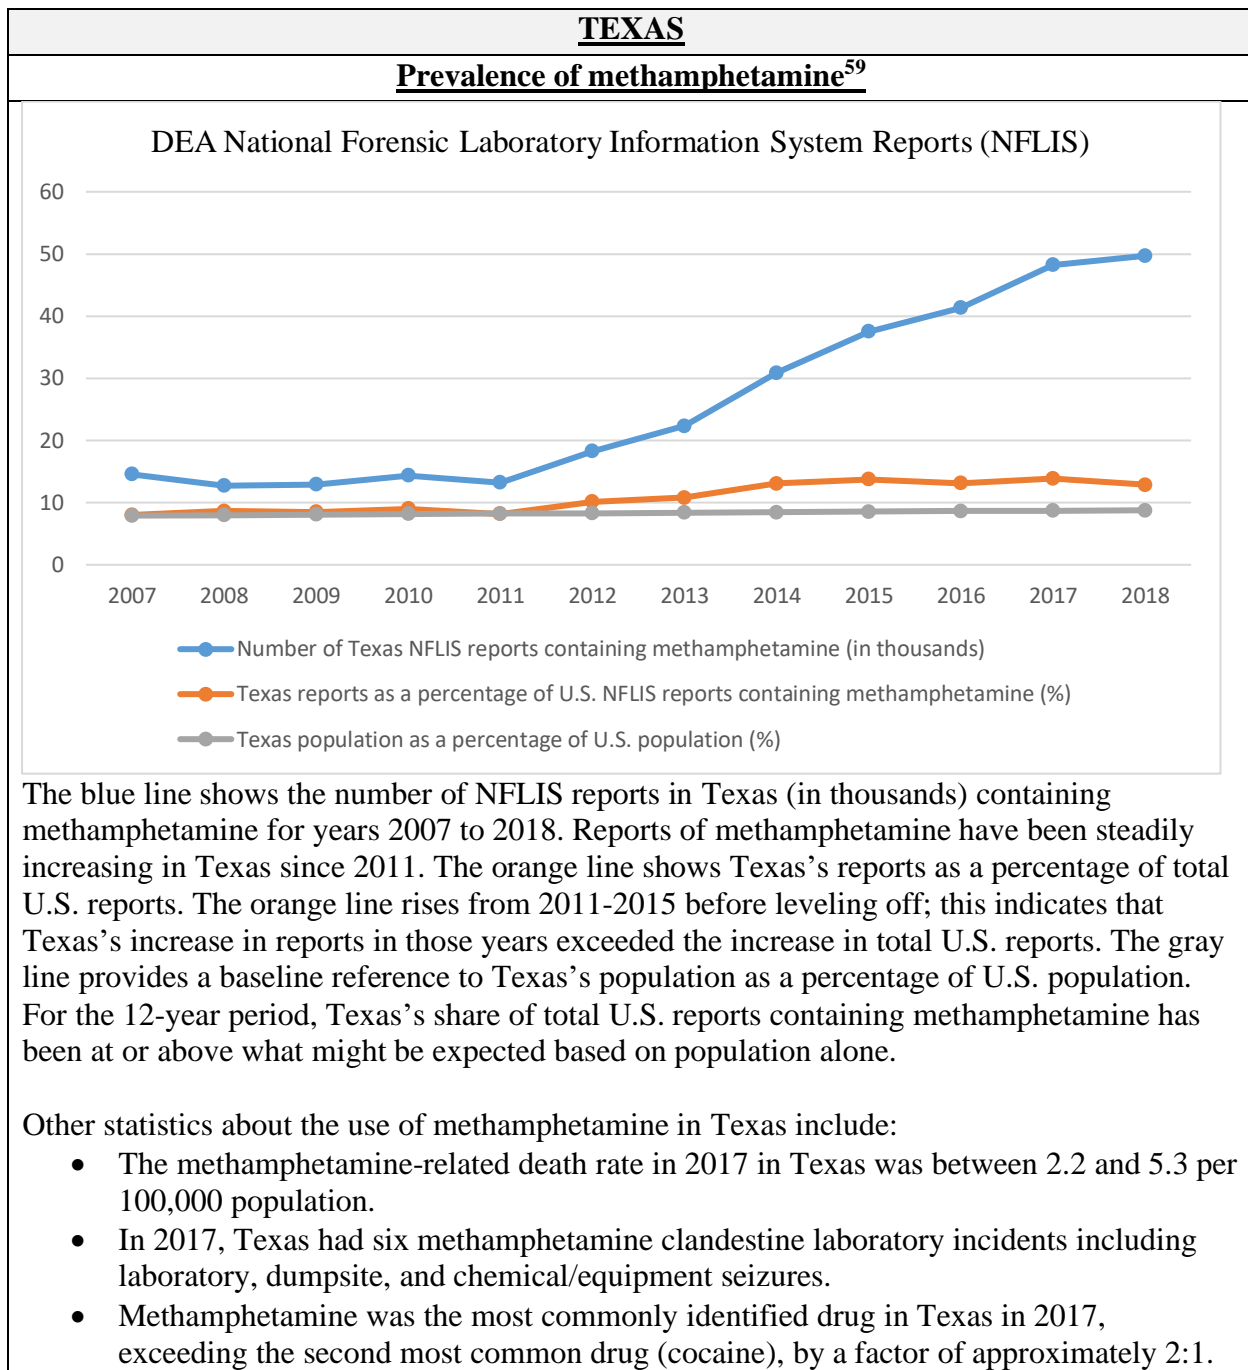 TEXAS
Prevalence of methamphetamine59
DEA National Forensic Laboratory Information System Reports (NFLIS)
60
50
40
30
20
10
0
2007 2008 2009 2010 2011 2012 2013 2014 2015 2016 2017 2018
Number of Texas NFLIS reports containing methamphetamine (in thousands)
Texas reports as a percentage of U.S. NFLIS reports containing methamphetamine (%)
Texas population as a percentage of U.S. population (%)
The blue line shows the number of NFLIS reports in Texas (in thousands) containing
methamphetamine for years 2007 to 2018. Reports of methamphetamine have been steadily
increasing in Texas since 2011. The orange line shows Texas’s reports as a percentage of total
U.S. reports. The orange line rises from 2011-2015 before leveling off; this indicates that
Texas’s increase in reports in those years exceeded the increase in total U.S. reports. The gray
line provides a baseline reference to Texas’s population as a percentage of U.S. population.
For the 12-year period, Texas’s share of total U.S. reports containing methamphetamine has
been at or above what might be expected based on population alone.
Other statistics about the use of methamphetamine in Texas include:
• The methamphetamine-related death rate in 2017 in Texas was between 2.2 and 5.3 per
100,000 population.
• In 2017, Texas had six methamphetamine clandestine laboratory incidents including
laboratory, dumpsite, and chemical/equipment seizures.
• Methamphetamine was the most commonly identified drug in Texas in 2017,
exceeding the second most common drug (cocaine), by a factor of approximately 2:1.